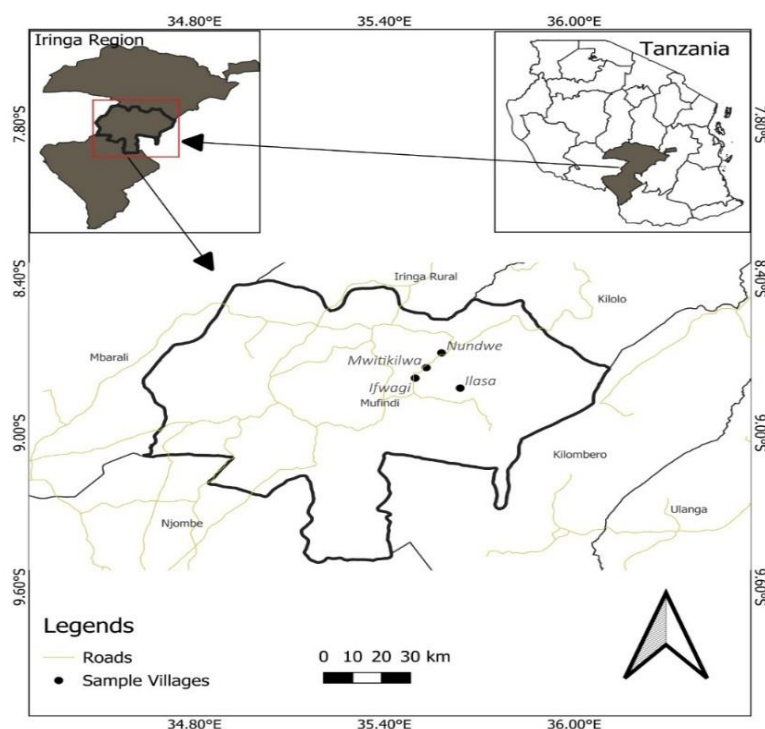 34.80°E 35.40°E 36.00°E
Iringa Region
Tanzania
7.80°S
7.80°S
8.40°S
8.40°S
Iringa Rural
Kilolo
Mbarali
Nundwe
Mwitikilwa
Ifwagi
Ilasa
Mufindi
9.00°S
9.00°S
Kilombero
Ulanga
Njombe
9.60°S
9.60°S
Legends
Roads
Sample Villages
0 10 20 30 km
34.80°E 35.40°E 36.00°E